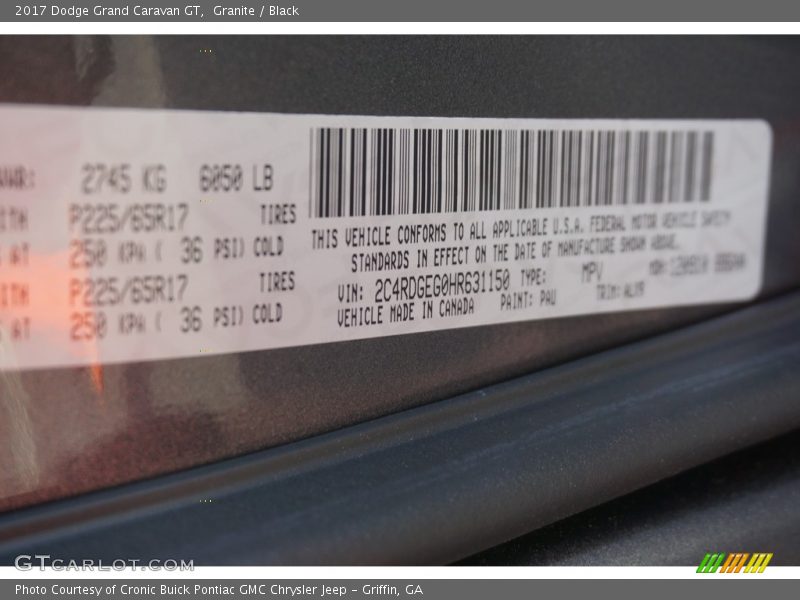 2017 Dodge Grand Caravan GT, Granite / Black
2745 KG 6050 LB
P225/65R17 TIRES
250 KPA ( 36 PSI) COLD
P225/65R17 TIRES
AT 250 KPA ( 36 PSI) COLD
THIS VEHICLE CONFORMS TO ALL APPLICABLE U.S.A. FEDERAL MOTOR VEHICLE SAFETY
STANDARDS IN EFFECT ON THE DATE OF MANUFACTURE SHOWN ABOVE.
VIN: 2C4RDGEG0HR631150 TYPE: MPV
VEHICLE MADE IN CANADA PAINT: PAU TRIM:
GTCARLOT.COM
Photo Courtesy of Cronic Buick Pontiac GMC Chrysler Jeep - Griffin, GA